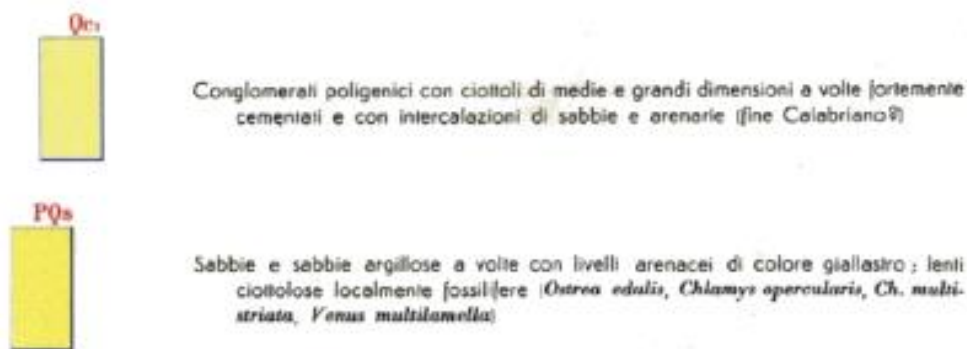 Qc1
Conglomerati poligenici con ciottoli di medie e grandi dimensioni a volte fortemente
cementati e con intercalazioni di sabbie e arenarie (fine Calabriano?)
PQs
Sabbie e sabbie argillose a volte con livelli arenacei di colore giallastro; lenti
ciottolose localmente fossilifere (Ostrea edulis, Chlamys opercularis, Ch. multi-
striata, Venus multilamella)